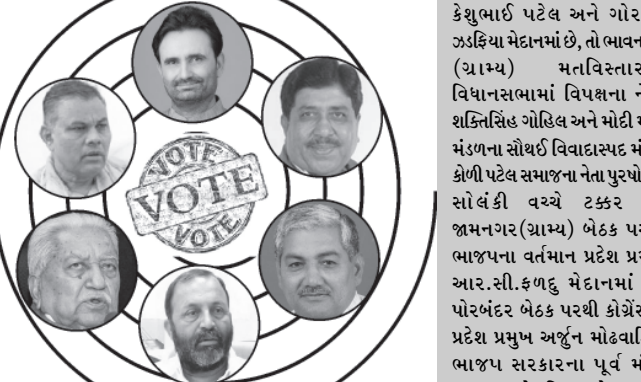 VOTE
VOTE
VOTE
કેશુભાઈ પટેલ અને ગોર
ઝડફિયા મેદાનમાં છે, તો ભાવન
(ગ્રામ્ય) મતવિસ્તાર
વિધાનસભામાં વિપક્ષના ને
શક્તિસિંહ ગોહિલ અને મોદી મ
મંડળના સૌથઈ વિવાદાસ્પદ મં
કોળી પટેલ સમાજના નેતા પુરષો
સોલંકી વચ્ચે ટક્કર
જામનગર(ગ્રામ્ય) બેઠક પર
ભાજપના વર્તમાન પ્રદેશ પ્ર
આર.સી.ફળદુ મેદાનમાં
પોરબંદર બેઠક પરથી કોંગ્રેસ
પ્રદેશ પ્રમુખ અર્જુન મોઢવાડિ
ભાજપ સરકારના પૂર્વ મં